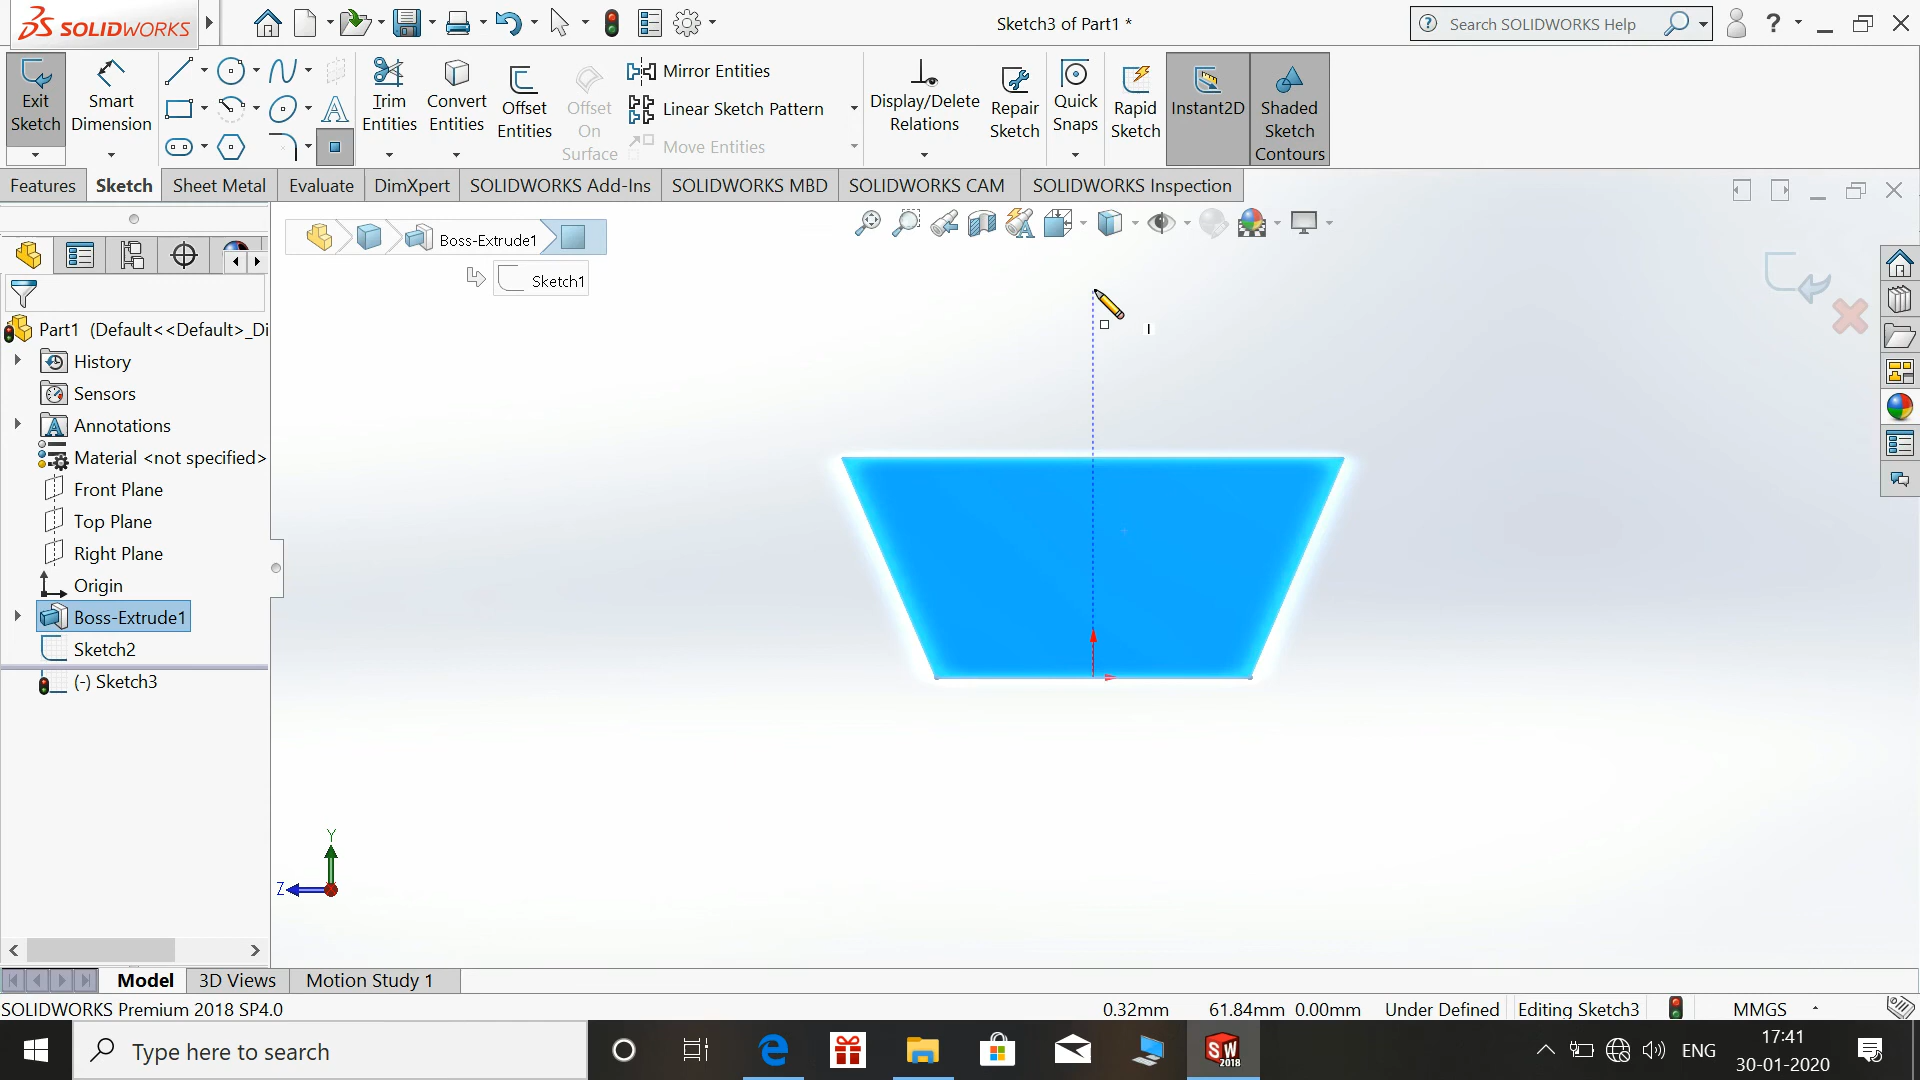 SOLIDWORKS
Sketch3 of Part1 *
Search SOLIDWORKS Help
?
Exit Sketch
Smart Dimension
Trim Entities
Convert Entities
Offset Entities
Offset On Surface
Mirror Entities
Linear Sketch Pattern
Move Entities
Display/Delete Relations
Repair Sketch
Quick Snaps
Rapid Sketch
Instant2D
Shaded Sketch Contours
Features
Sketch
Sheet Metal
Evaluate
DimXpert
SOLIDWORKS Add-Ins
SOLIDWORKS MBD
SOLIDWORKS CAM
SOLIDWORKS Inspection
Boss-Extrude1
Sketch1
Part1 (Default<<Default>_Di
History
Sensors
Annotations
Material <not specified>
Front Plane
Top Plane
Right Plane
Origin
Boss-Extrude1
Sketch2
(-) Sketch3
Y
Z
Model
3D Views
Motion Study 1
SOLIDWORKS Premium 2018 SP4.0
0.32mm
61.84mm 0.00mm
Under Defined
Editing Sketch3
MMGS
Type here to search
SW
2018
ENG
17:41
30-01-2020